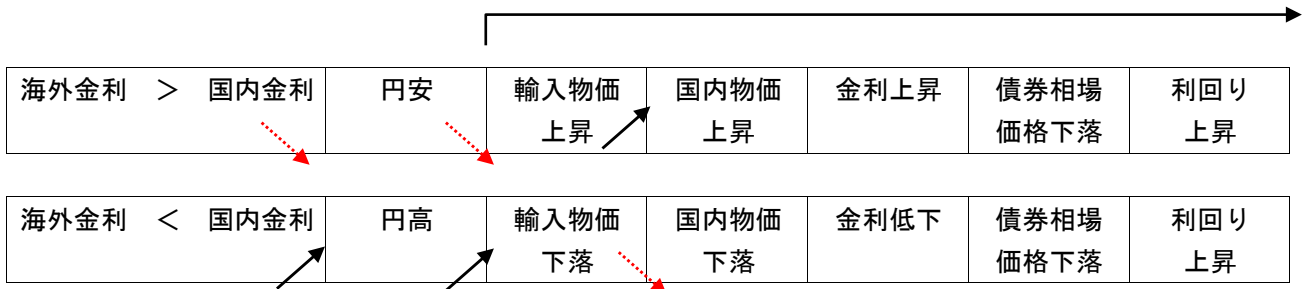 海外金利 ＞ 国内金利 円安 輸入物価 国内物価 金利上昇 債券相場 利回り
上昇 上昇 価格下落 上昇
海外金利 ＜ 国内金利 円高 輸入物価 国内物価 金利低下 債券相場 利回り
下落 下落 価格下落 上昇